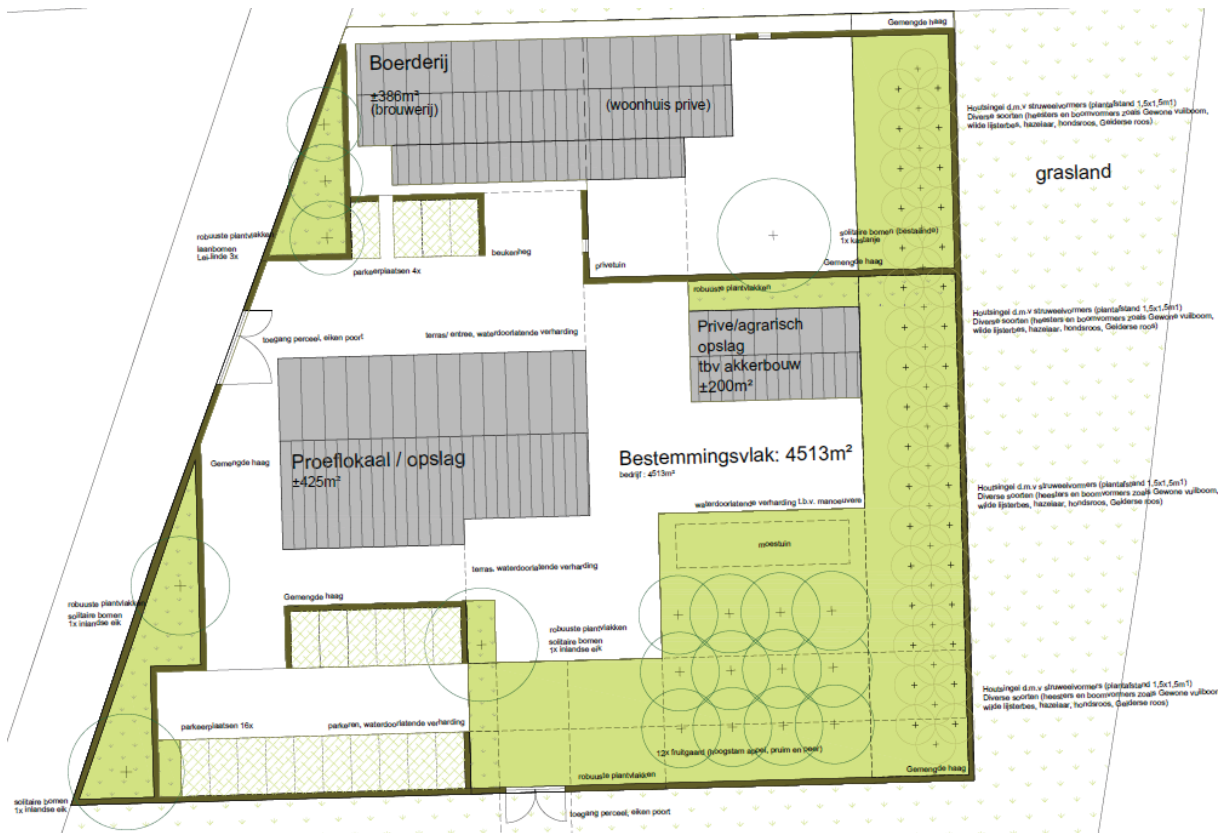 Gemengde haag
Boerderij
±386m²
(brouwerij)
(woonhuis prive)
Houtsingel d.m.v struweelvormers (plantafstand 1,5x1,5m1)
Diverse soorten (heesters en boomvormers zoals Gewone vuilboom,
wilde lijsterbes, hazelaar, hondsroos, Gelderse roos)
grasland
robuuste plantvlakken
laanbomen
Lei-linde 3x
solitaire bomen (bestaande)
1x kastanje
beukenheg
privetuin
Gemengde haag
parkeerplaatsen 4x
robuuste plantvlakken
Houtsingel d.m.v struweelvormers (plantafstand 1,5x1,5m1)
Diverse soorten (heesters en boomvormers zoals Gewone vuilboom,
wilde lijsterbes, hazelaar, hondsroos, Gelderse roos)
toegang perceel, eiken poort
terras/ entree, waterdoorlatende verharding
Prive/agrarisch
opslag
tbv akkerbouw
±200m²
Gemengde haag
Proeflokaal / opslag
±425m²
Bestemmingsvlak: 4513m²
bedrijf : 4513m²
Houtsingel d.m.v struweelvormers (plantafstand 1,5x1,5m1)
Diverse soorten (heesters en boomvormers zoals Gewone vuilboom,
wilde lijsterbes, hazelaar, hondsroos, Gelderse roos)
waterdoorlatende verharding t.b.v. manoeuvere
moestuin
terras, waterdoorlatende verharding
Gemengde haag
robuuste plantvlakken
solitaire bomen
1x inlandse eik
robuuste plantvlakken
solitaire bomen
1x inlandse eik
Houtsingel d.m.v struweelvormers (plantafstand 1,5x1,5m1)
Diverse soorten (heesters en boomvormers zoals Gewone vuilboor
wilde lijsterbes, hazelaar, hondsroos, Gelderse roos)
parkeerplaatsen 16x
parkeren, waterdoorlatende verharding
12x fruitgaard (hoogstam appel, pruim en peer)
robuuste plantvlakken
Gemengde haag
solitaire bomen
1x inlandse eik
toegang perceel, eiken poort